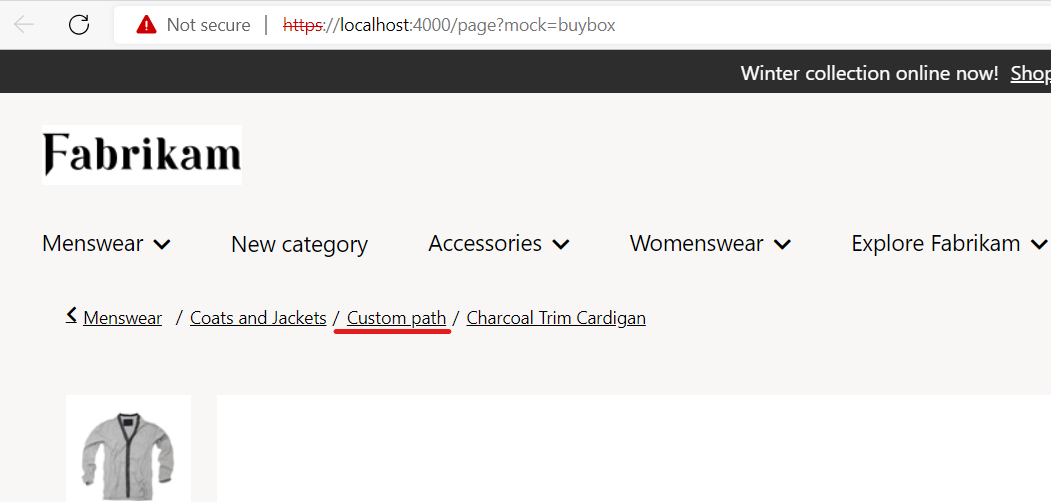 Not secure | https://localhost:4000/page?mock=buybox
Winter collection online now! Shop
Fabrikam
Menswear New category Accessories Womenswear Explore Fabrikam
Menswear / Coats and Jackets / Custom path / Charcoal Trim Cardigan